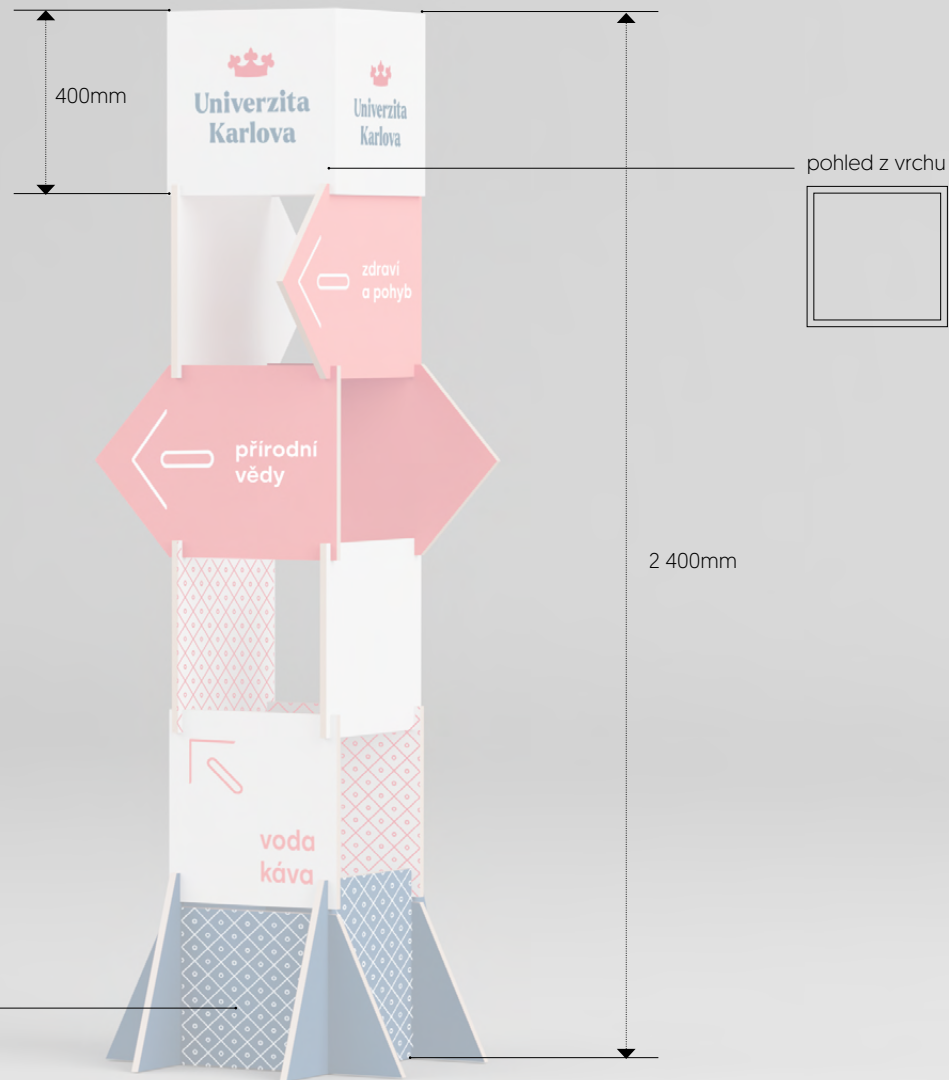 400mm
Univerzita
Karlova
Univerzita
Karlova
pohled z vrchu
zdraví
a pohyb
přírodní
vědy
2 400mm
voda
káva